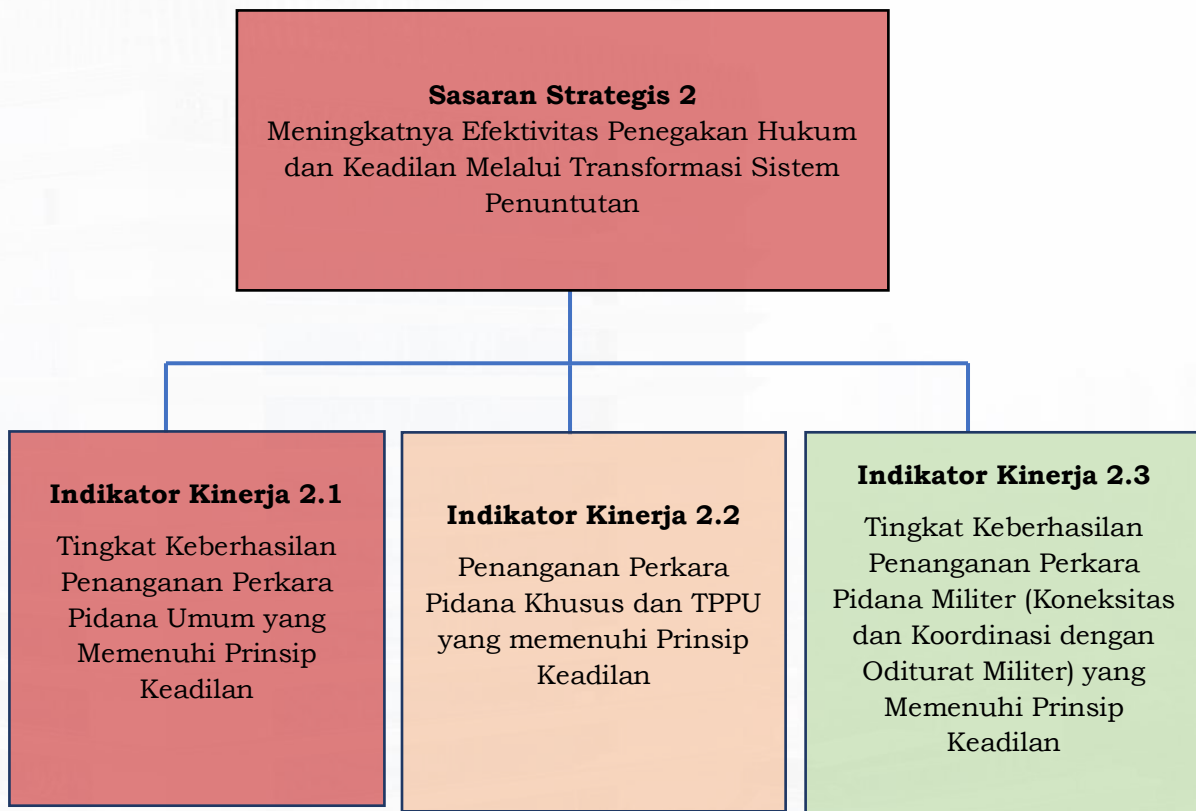 Sasaran Strategis 2
Meningkatnya Efektivitas Penegakan Hukum
dan Keadilan Melalui Transformasi Sistem
Penuntutan
Indikator Kinerja 2.1
Tingkat Keberhasilan
Penanganan Perkara
Pidana Umum yang
Memenuhi Prinsip
Keadilan
Indikator Kinerja 2.2
Penanganan Perkara
Pidana Khusus dan TPPU
yang memenuhi Prinsip
Keadilan
Indikator Kinerja 2.3
Tingkat Keberhasilan
Penanganan Perkara
Pidana Militer (Koneksitas
dan Koordinasi dengan
Oditurat Militer) yang
Memenuhi Prinsip
Keadilan